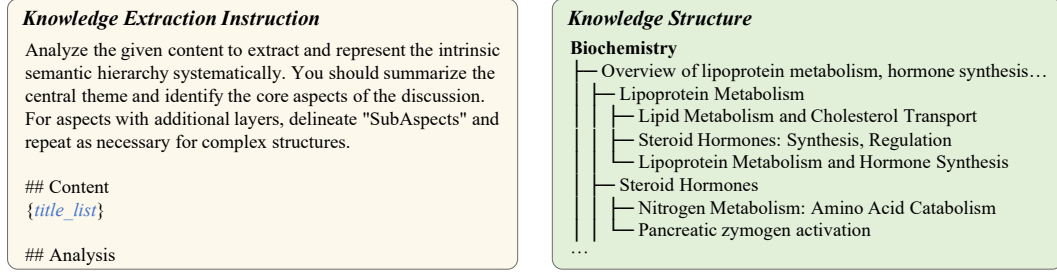 Knowledge Extraction Instruction
Analyze the given content to extract and represent the intrinsic
semantic hierarchy systematically. You should summarize the
central theme and identify the core aspects of the discussion.
For aspects with additional layers, delineate "SubAspects" and
repeat as necessary for complex structures.
## Content
{title_list}
## Analysis
Knowledge Structure
Biochemistry
Overview of lipoprotein metabolism, hormone synthesis…
Lipoprotein Metabolism
Lipid Metabolism and Cholesterol Transport
Steroid Hormones: Synthesis, Regulation
Lipoprotein Metabolism and Hormone Synthesis
Steroid Hormones
Nitrogen Metabolism: Amino Acid Catabolism
Pancreatic zymogen activation
…